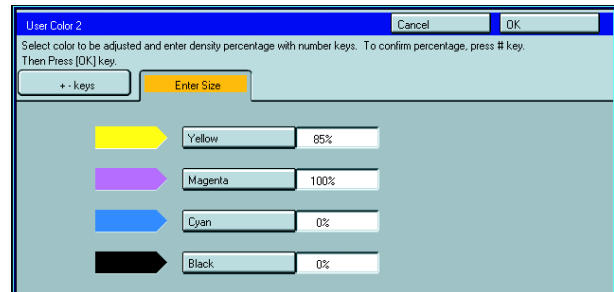 User Color 2 Cancel OK
Select color to be adjusted and enter density percentage with number keys. To confirm percentage, press # key.
Then Press [OK] key.
+ - keys Enter Size
Yellow 85%
Magenta 100%
Cyan 0%
Black 0%